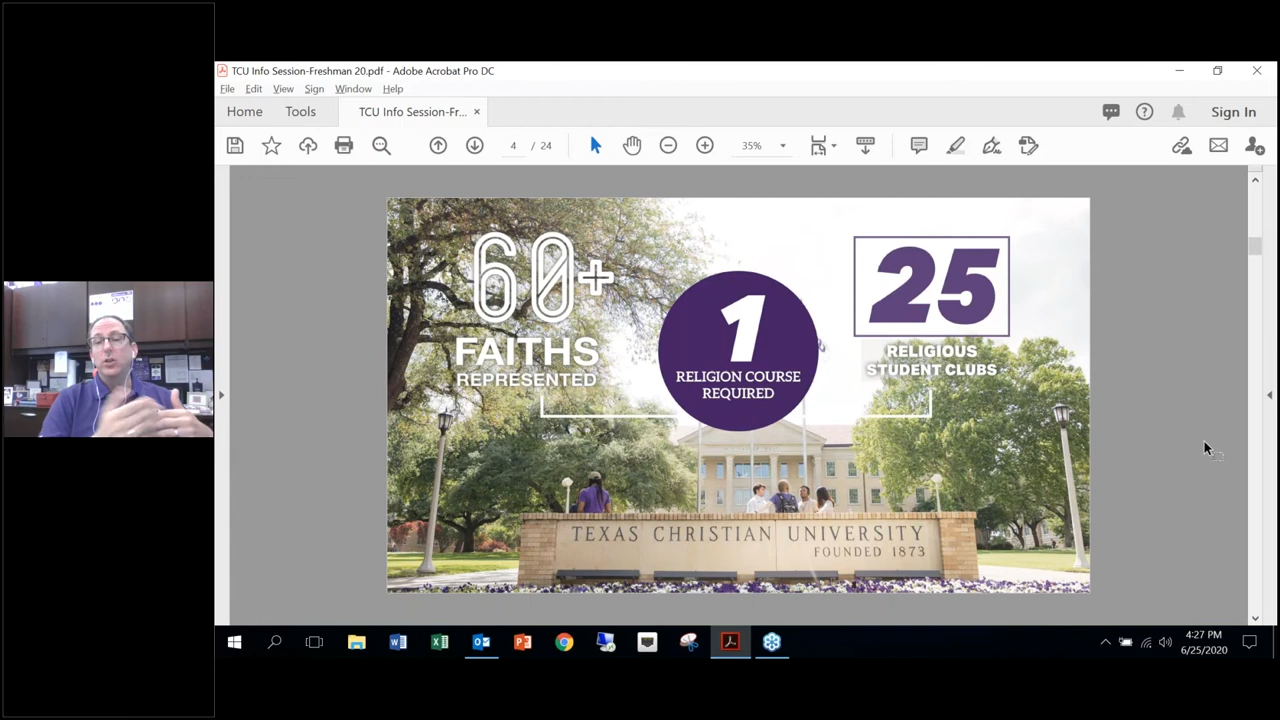 TCU Info Session-Freshman 20.pdf - Adobe Acrobat Pro DC
File Edit View Sign Window Help
Home Tools TCU Info Session-Fr... × Sign In
4 / 24 35%
60+
FAITHS
REPRESENTED
1
RELIGION COURSE
REQUIRED
25
RELIGIOUS
STUDENT CLUBS
TEXAS CHRISTIAN UNIVERSITY
FOUNDED 1873
4:27 PM
6/25/2020